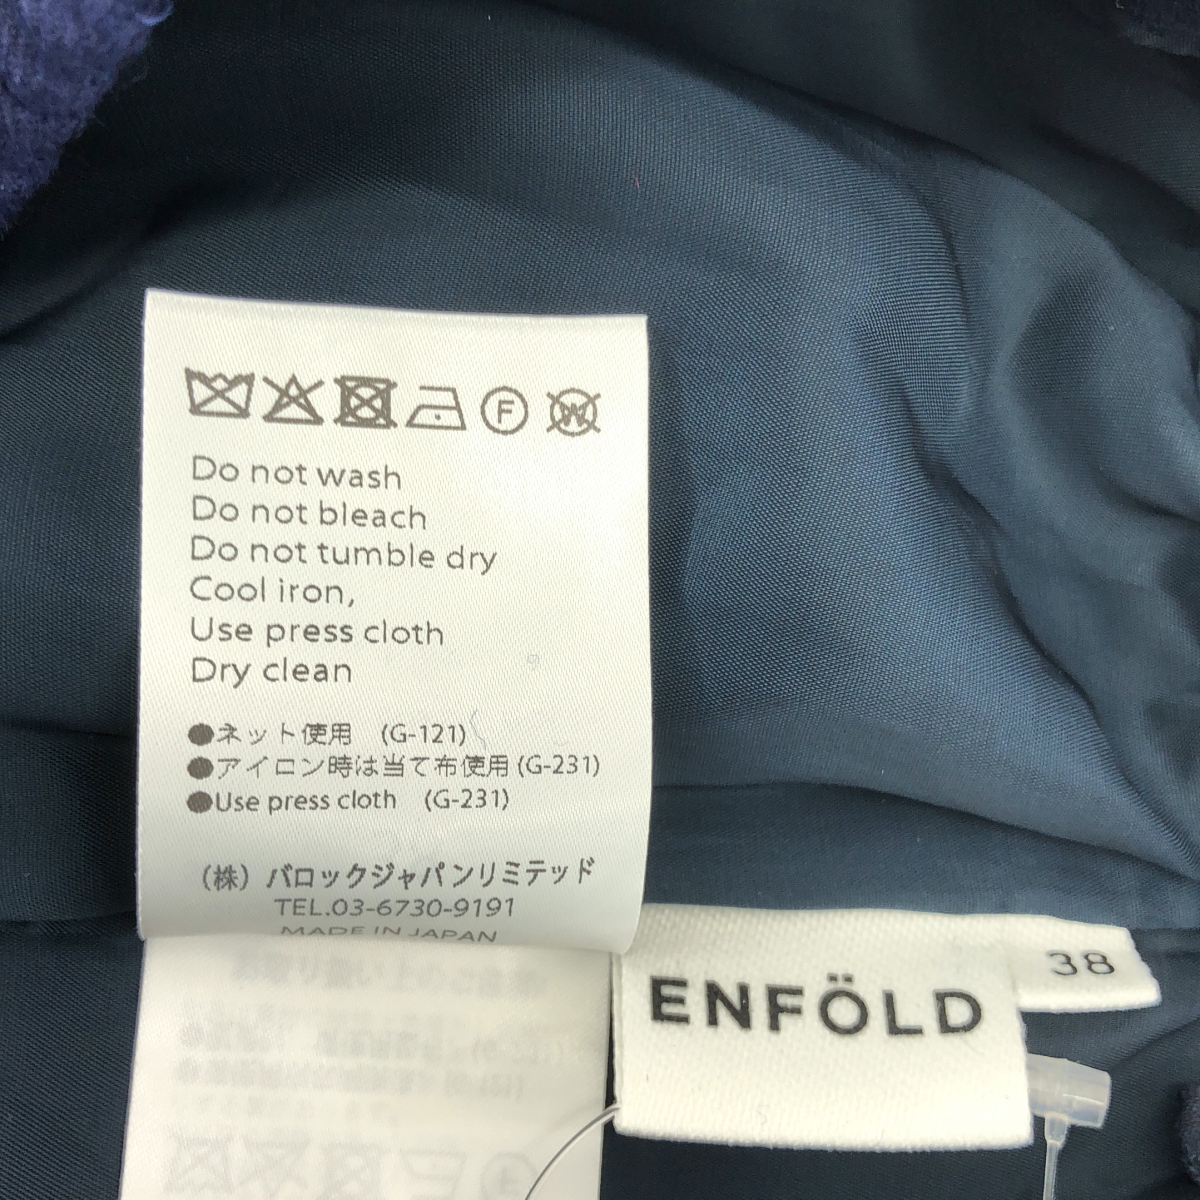 F W
Do not wash
Do not bleach
Do not tumble dry
Cool iron,
Use press cloth
Dry clean
●ネット使用 (G-121)
●アイロン時は当て布使用 (G-231)
●Use press cloth (G-231)
（株）バロックジャパンリミテッド
TEL.03-6730-9191
MADE IN JAPAN
ENFÖLD
38